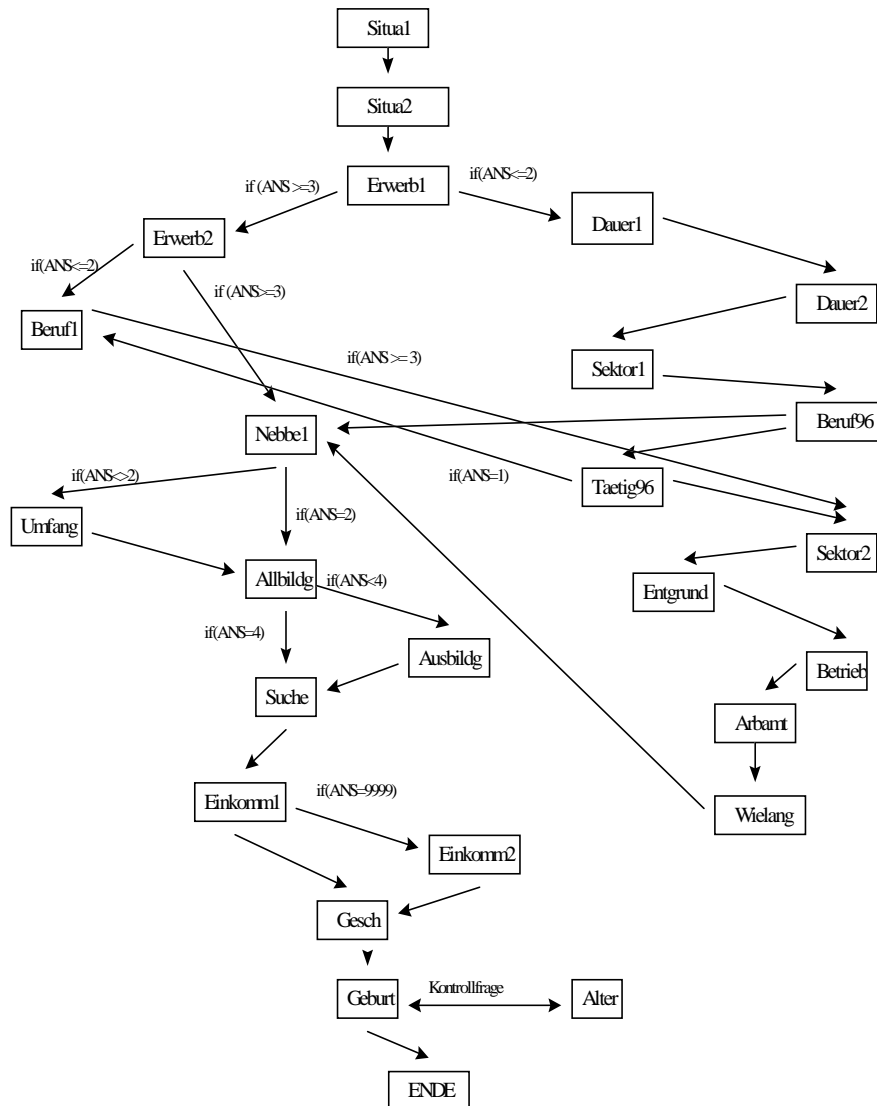 Situa1
Situa2
if (ANS >=3)
if(ANS<=2)
Erwerb1
Dauer1
Erwerb2
if(ANS<=2)
if (ANS>=3)
Dauer2
Beruf1
if(ANS >= 3)
Sektor1
Beruf96
Nebbe1
if(ANS<>2)
if(ANS=1)
Taetig96
if(ANS=2)
Umfang
Sektor2
Allbildg
if(ANS<4)
Entgrund
if(ANS=4)
Ausbildg
Betrieb
Suche
Arbamt
if(ANS=9999)
Einkomm1
Wielang
Einkomm2
Gesch
Kontrollfrage
Geburt
Alter
ENDE